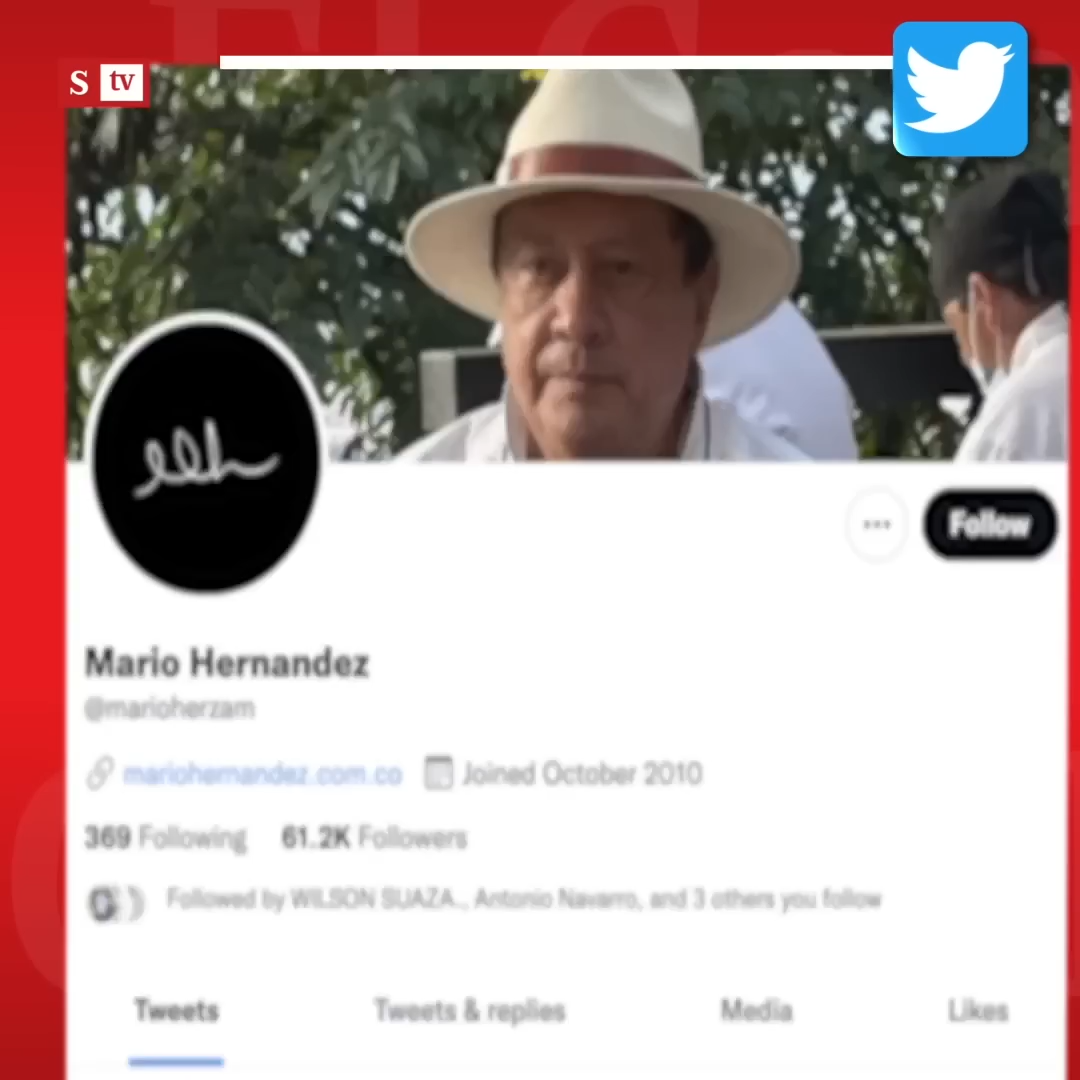 S tv
Follow
Mario Hernandez
@marioherzam
mariohernandez.com.co Joined October 2010
369 Following 61.2K Followers
Followed by WILSON SUAZA., Antonio Navarro, and 3 others you follow
Tweets Tweets & replies Media Likes